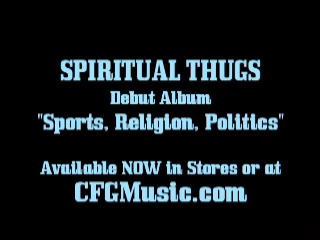 SPIRITUAL THUGS
Debut Album
"Sports, Religion, Politics"
Available NOW in Stores or at
CFGMusic.com